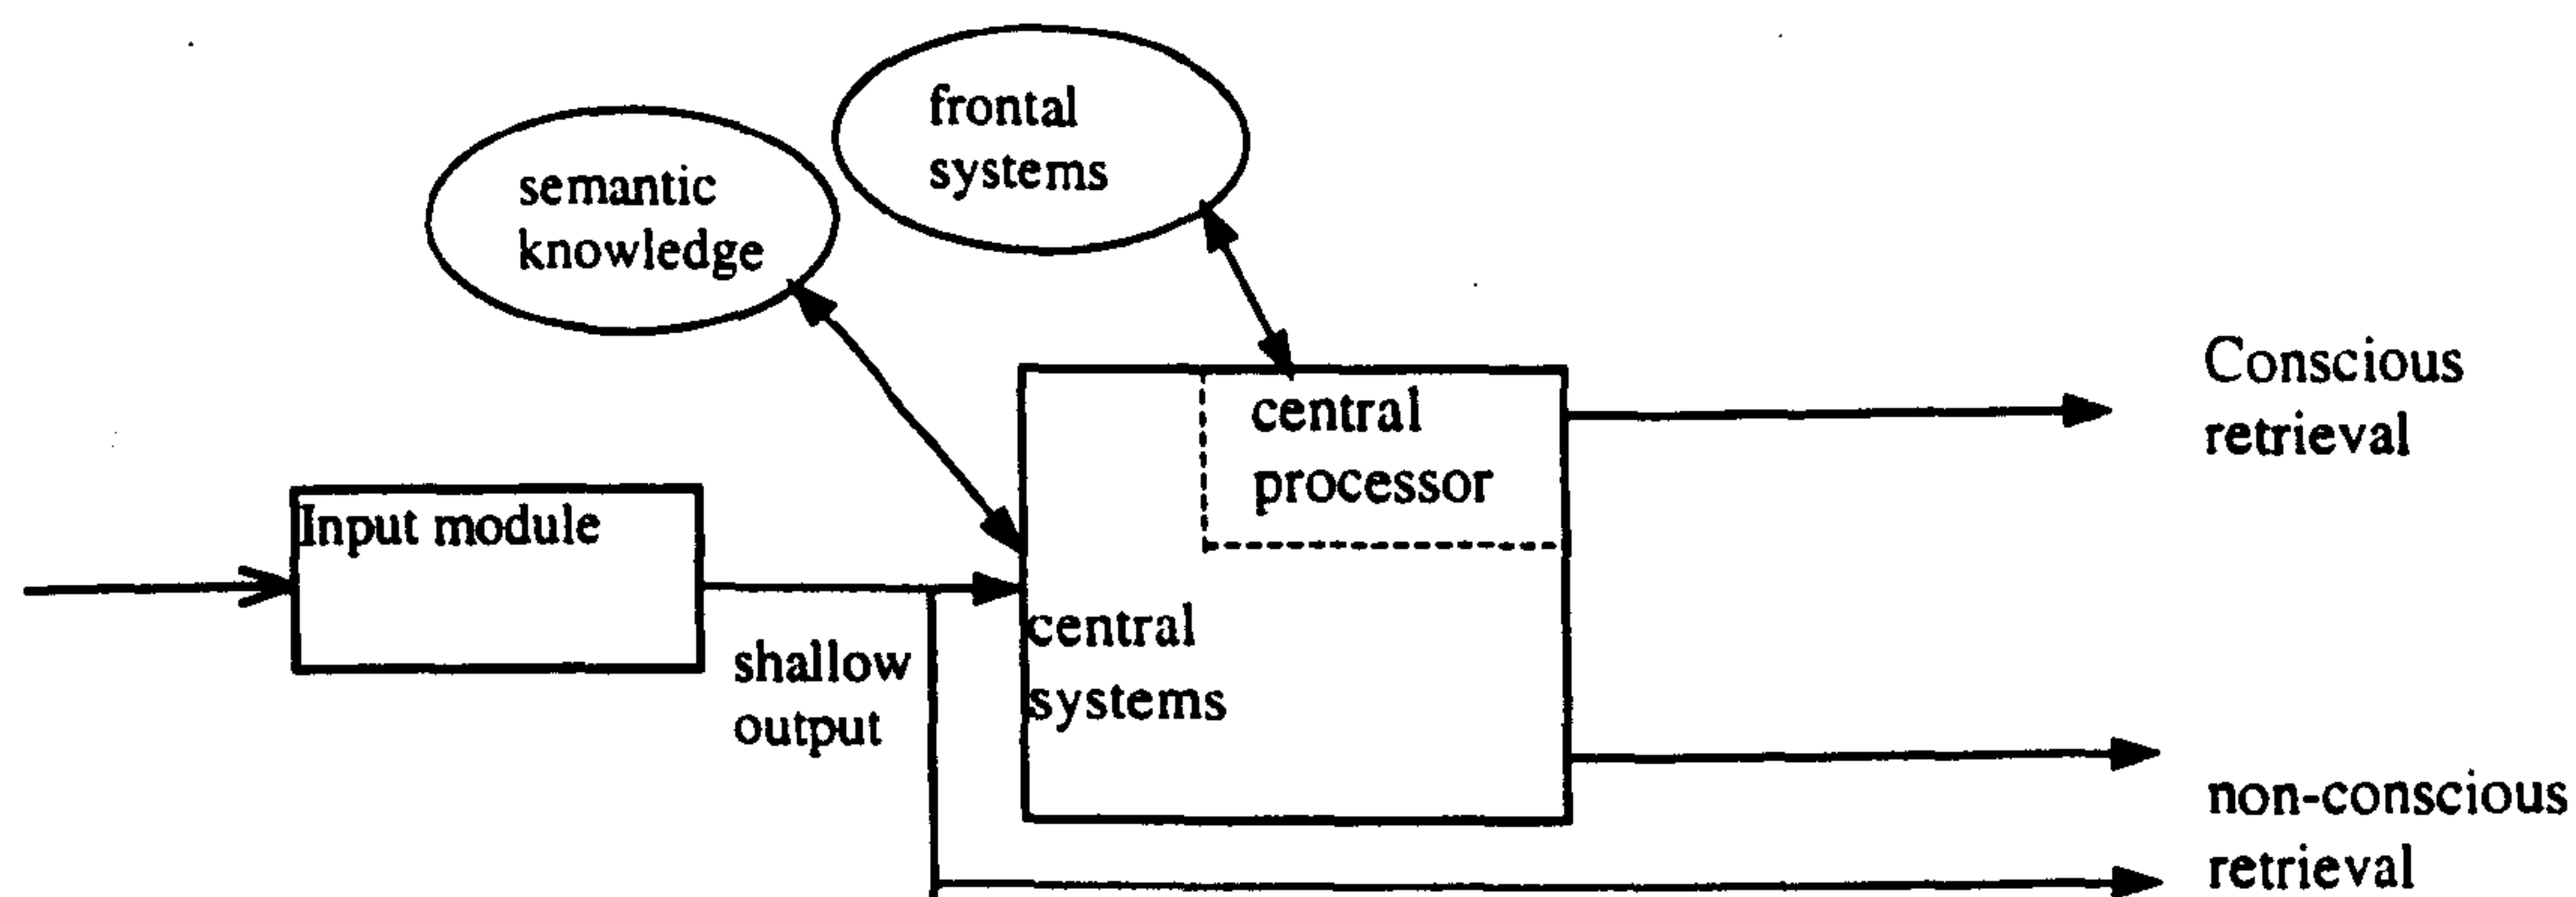 frontal
systems
semantic
knowledge
Conscious
retrieval
central
processor
Input module
central
systems
shallow
output
non-conscious
retrieval